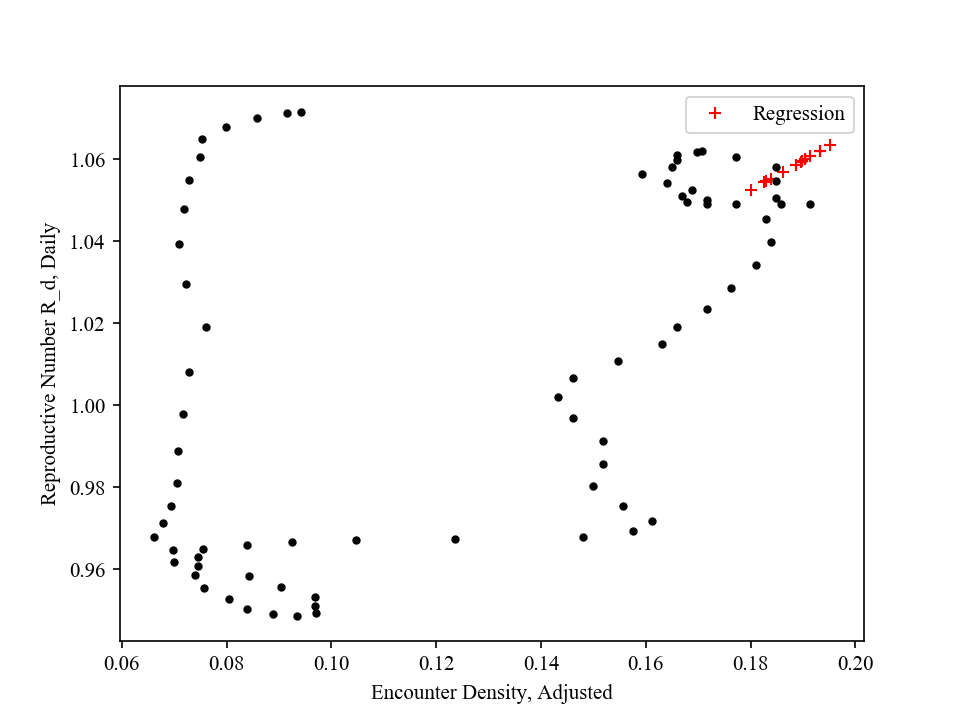 Regression
1.06
1.04
1.02
1.00
0.98
0.96
Reproductive Number R_d, Daily
0.06 0.08 0.10 0.12 0.14 0.16 0.18 0.20
Encounter Density, Adjusted